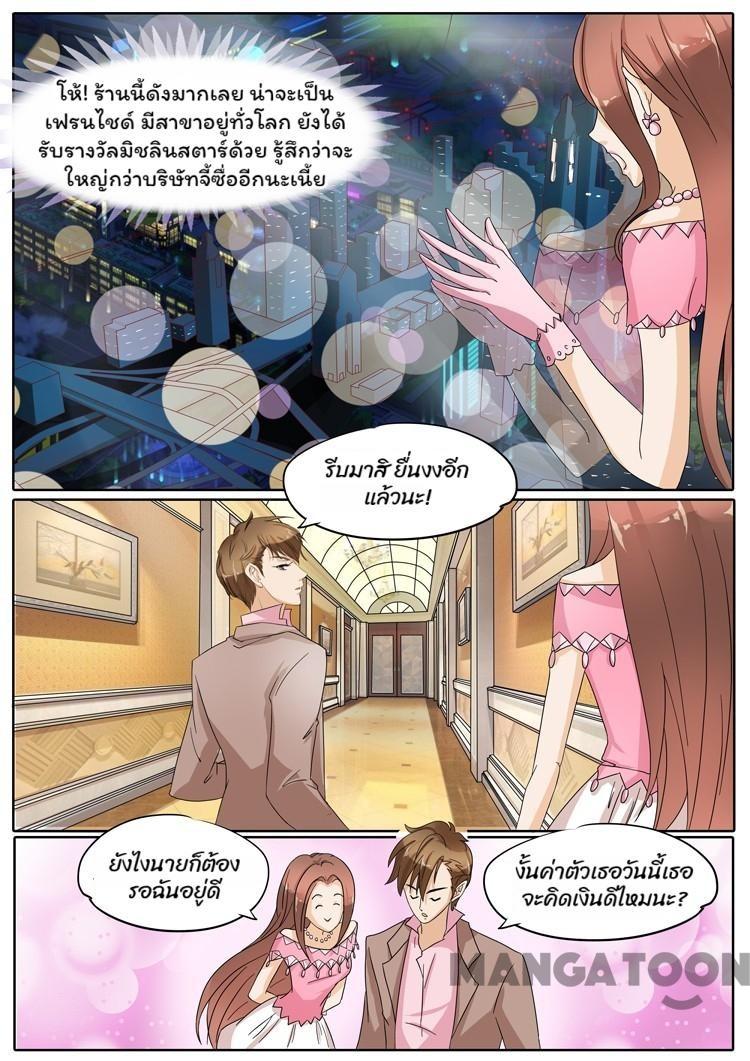 โห้! ร้านนี้ดังมากเลย น่าจะเป็น
เฟรนไชด์ มีสาขาอยู่ทั่วโลก ยังได้
รับรางวัลมิชลินสตาร์ด้วย รู้สึกว่าจะ
ใหญ่กว่าบริษัทจี้ซื่ออีกนะเนี้ย
รีบมาสิ ยื่นงงอีก
แล้วนะ!
ยังไงนายก็ต้อง
รอฉันอยู่ดี
งั้นค่าตัวเธอวันนี้เธอ
จะคิดเงินดีไหมนะ?
MANGATOON